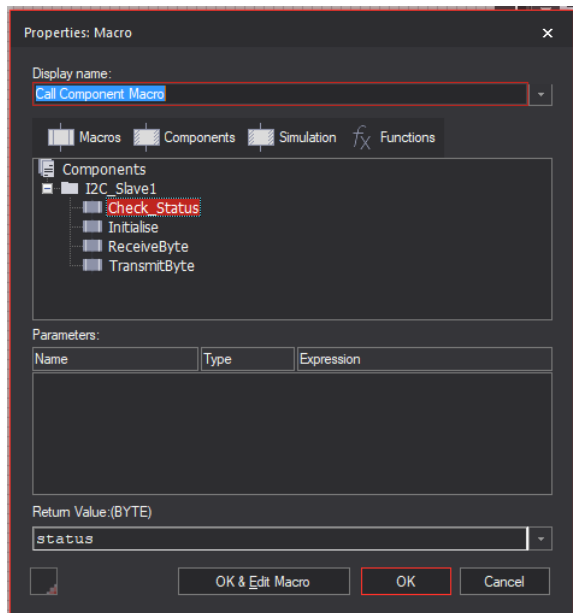 Properties: Macro
Display name:
Call Component Macro
Macros Components Simulation fx Functions
Components
I2C_Slave1
Check_Status
Initialise
ReceiveByte
TransmitByte
Parameters:
Name Type Expression
Return Value:(BYTE)
status
OK & Edit Macro OK Cancel